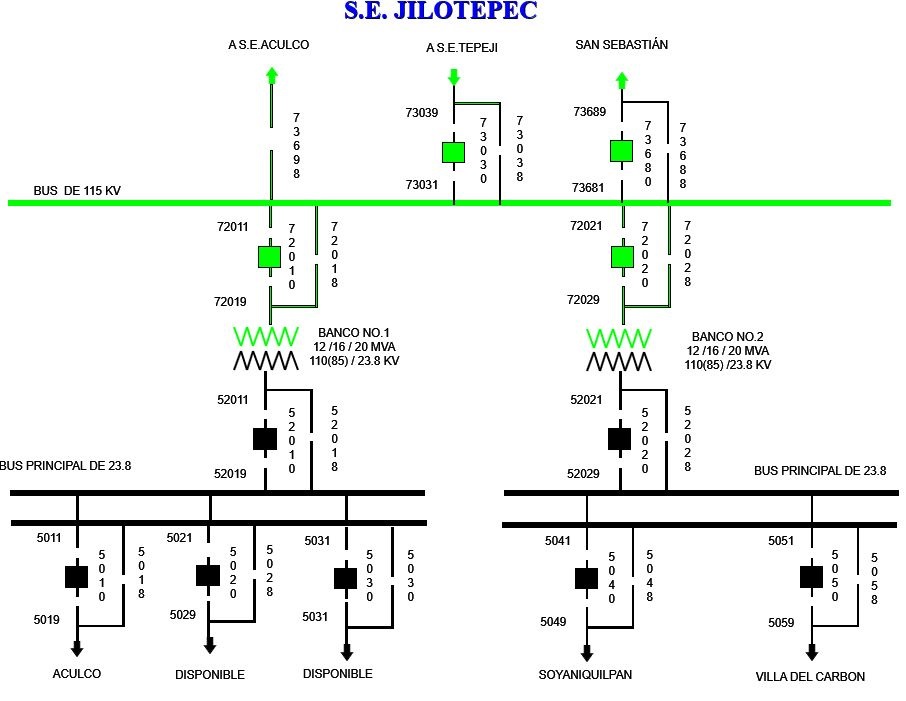 S.E. JILOTEPEC
A S.E.ACULCO
A S.E.TEPEJI
SAN SEBASTIÁN
73698
73039
73030
73038
73031
73689
73680
73688
73681
BUS DE 115 KV
72011
72010
72018
72019
72021
72020
72028
72029
BANCO NO.1
12 /16 / 20 MVA
110(85) / 23.8 KV
BANCO NO.2
12 /16 / 20 MVA
110(85) /23.8 KV
52011
52010
52018
52019
52021
52020
52028
52029
BUS PRINCIPAL DE 23.8
BUS PRINCIPAL DE 23.8
5011
5010
5018
5019
5021
5020
5028
5029
5031
5030
5030
5031
5041
5040
5048
5049
5051
5050
5058
5059
ACULCO
DISPONIBLE
DISPONIBLE
SOYANIQUILPAN
VILLA DEL CARBON